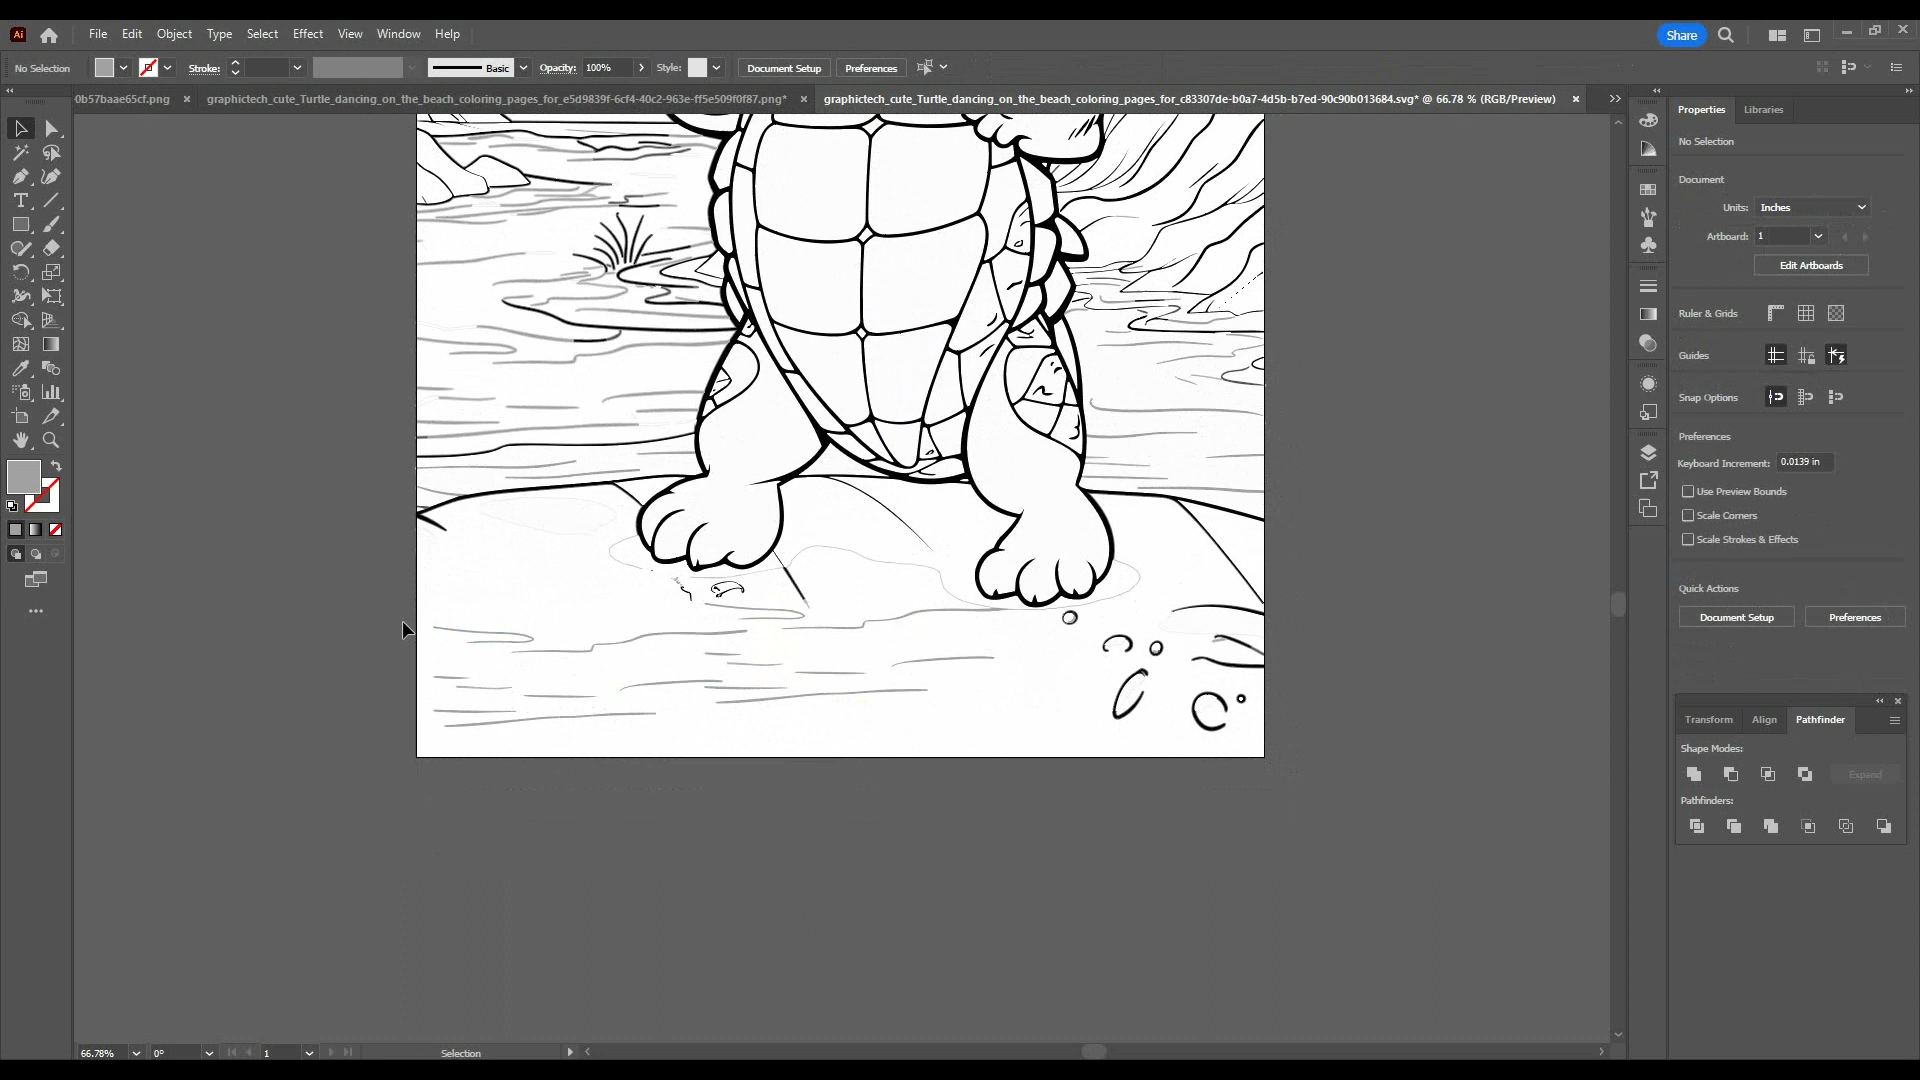 Ai File Edit Object Type Select Effect View Window Help Share
No Selection Stroke: Basic Opacity: 100% Style: Document Setup Preferences
0b57baae65cf.png × graphictech_cute_Turtle_dancing_on_the_beach_coloring_pages_for_e5d9839f-6cf4-40c2-963e-ff5e509f0f87.png* × graphictech_cute_Turtle_dancing_on_the_beach_coloring_pages_for_c83307de-b0a7-4d5b-b7ed-90c90b013684.svg* @ 66.78 % (RGB/Preview) ×
Properties Libraries
No Selection
Document
Units: Inches
Artboard: 1
Edit Artboards
Ruler & Grids
Guides
Snap Options
Preferences
Keyboard Increment: 0.0139 in
Use Preview Bounds
Scale Corners
Scale Strokes & Effects
Quick Actions
Document Setup Preferences
Transform Align Pathfinder
Shape Modes:
Expand
Pathfinders:
66.78% 0° 1 Selection